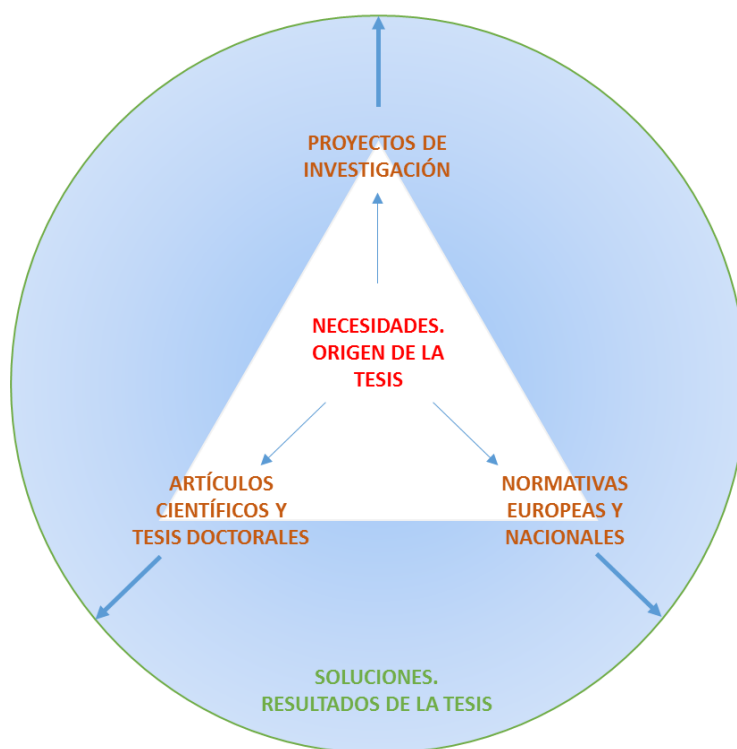 PROYECTOS DE
INVESTIGACIÓN
NECESIDADES.
ORIGEN DE LA
TESIS
ARTÍCULOS
CIENTÍFICOS Y
TESIS DOCTORALES
NORMATIVAS
EUROPEAS Y
NACIONALES
SOLUCIONES.
RESULTADOS DE LA TESIS